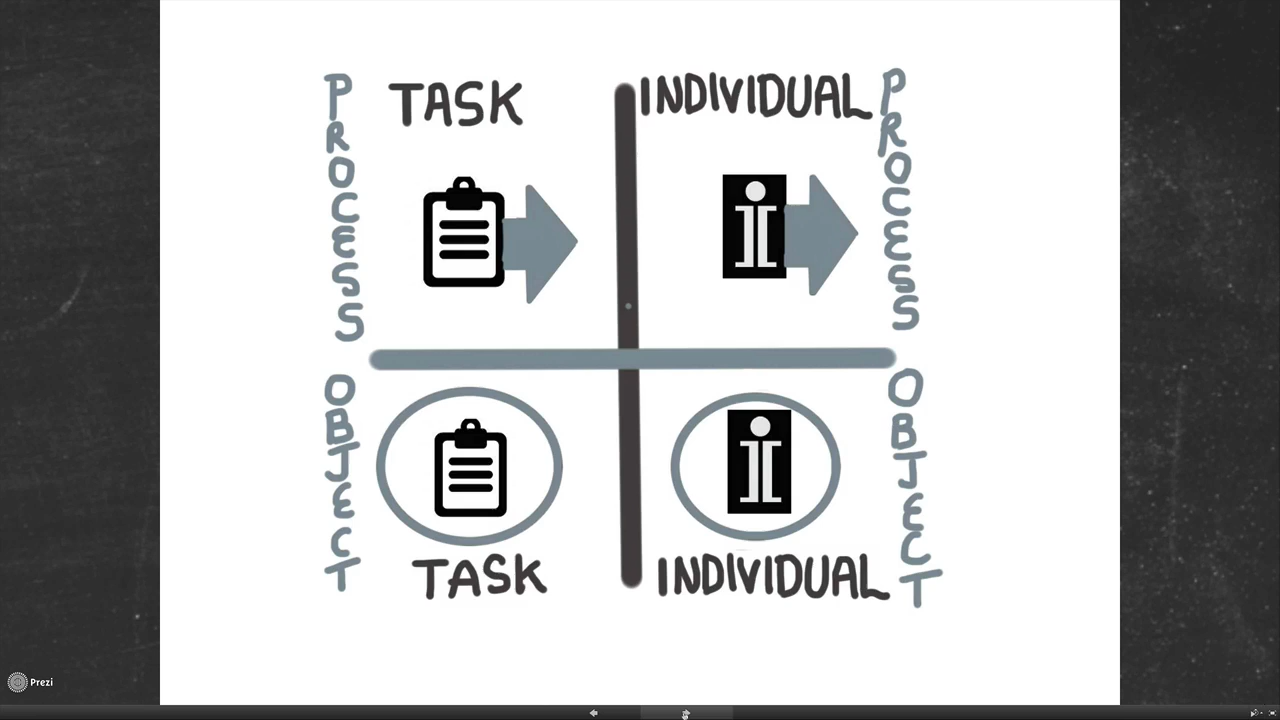 TASK
INDIVIDUAL
PROCESS
PROCESS
OBJECT
OBJECT
TASK
INDIVIDUAL
Prezi